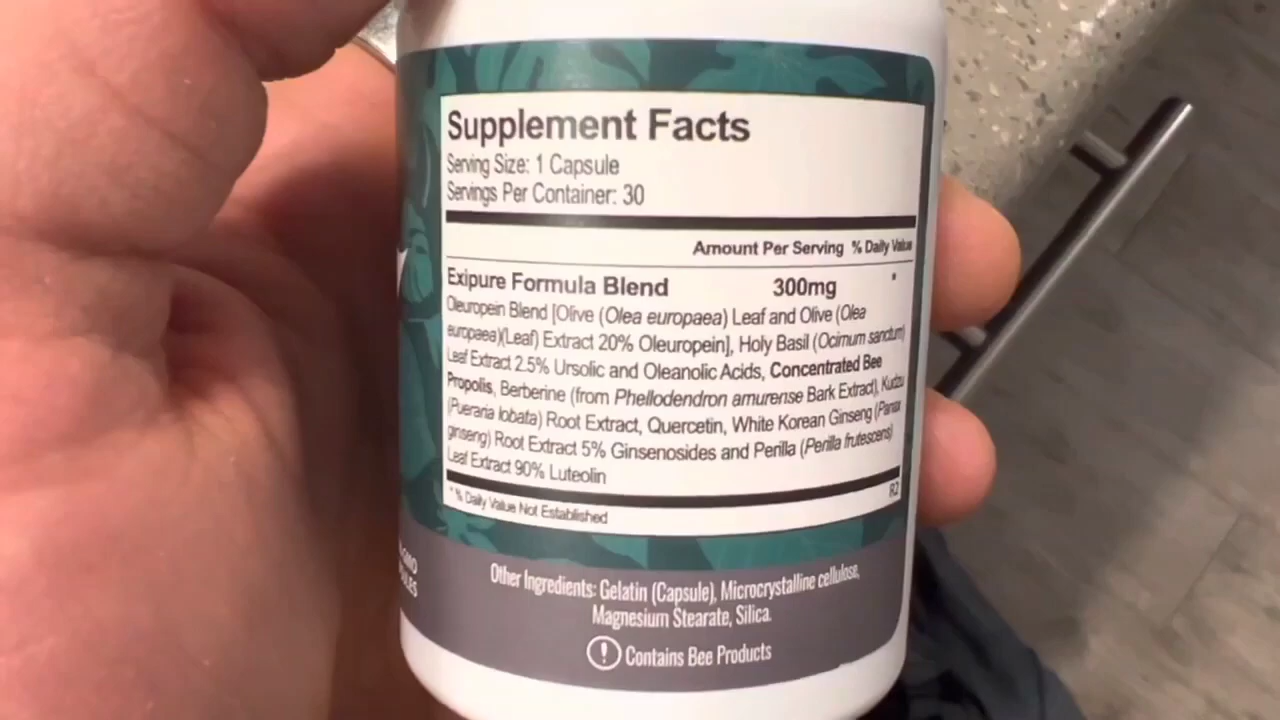 Supplement Facts
Serving Size: 1 Capsule
Servings Per Container: 30
Amount Per Serving % Daily Value
Exipure Formula Blend 300mg *
Oleuropein Blend [Olive (Olea europaea) Leaf and Olive (Olea
europaea)(Leaf) Extract 20% Oleuropein], Holy Basil (Ocimum sanctum)
Leaf Extract 2.5% Ursolic and Oleanolic Acids, Concentrated Bee
Propolis, Berberine (from Phellodendron amurense Bark Extract), Kudzu
(Pueraria lobata) Root Extract, Quercetin, White Korean Ginseng (Panax
ginseng) Root Extract 5% Ginsenosides and Perilla (Perilla frutescens)
Leaf Extract 90% Luteolin
* % Daily Value Not Established
R2
Other Ingredients: Gelatin (Capsule), Microcrystalline cellulose,
Magnesium Stearate, Silica.
! Contains Bee Products